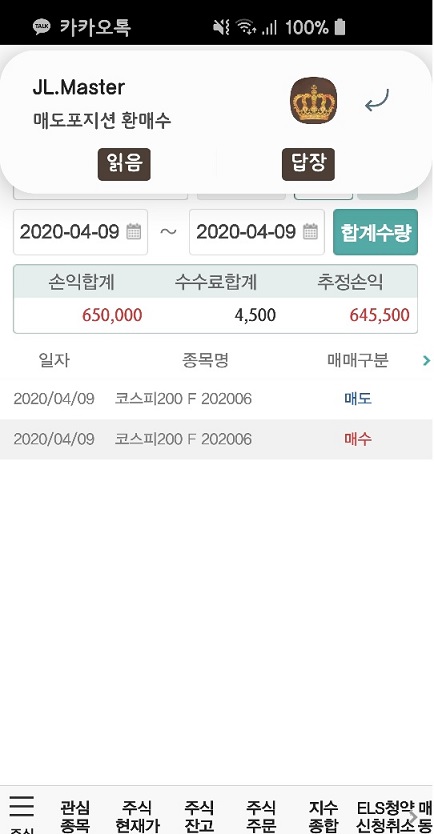 TALK 카카오톡 100%
JL.Master
매도포지션 환매수
읽음 답장
2020-04-09 ~ 2020-04-09 합계수량
손익합계 수수료합계 추정손익
650,000 4,500 645,500
일자 종목명 매매구분
2020/04/09 코스피200 F 202006 매도
2020/04/09 코스피200 F 202006 매수
관심 주식 주식 주식 지수 ELS청약 매
종목 현재가 잔고 주문 종합 신청취소 동